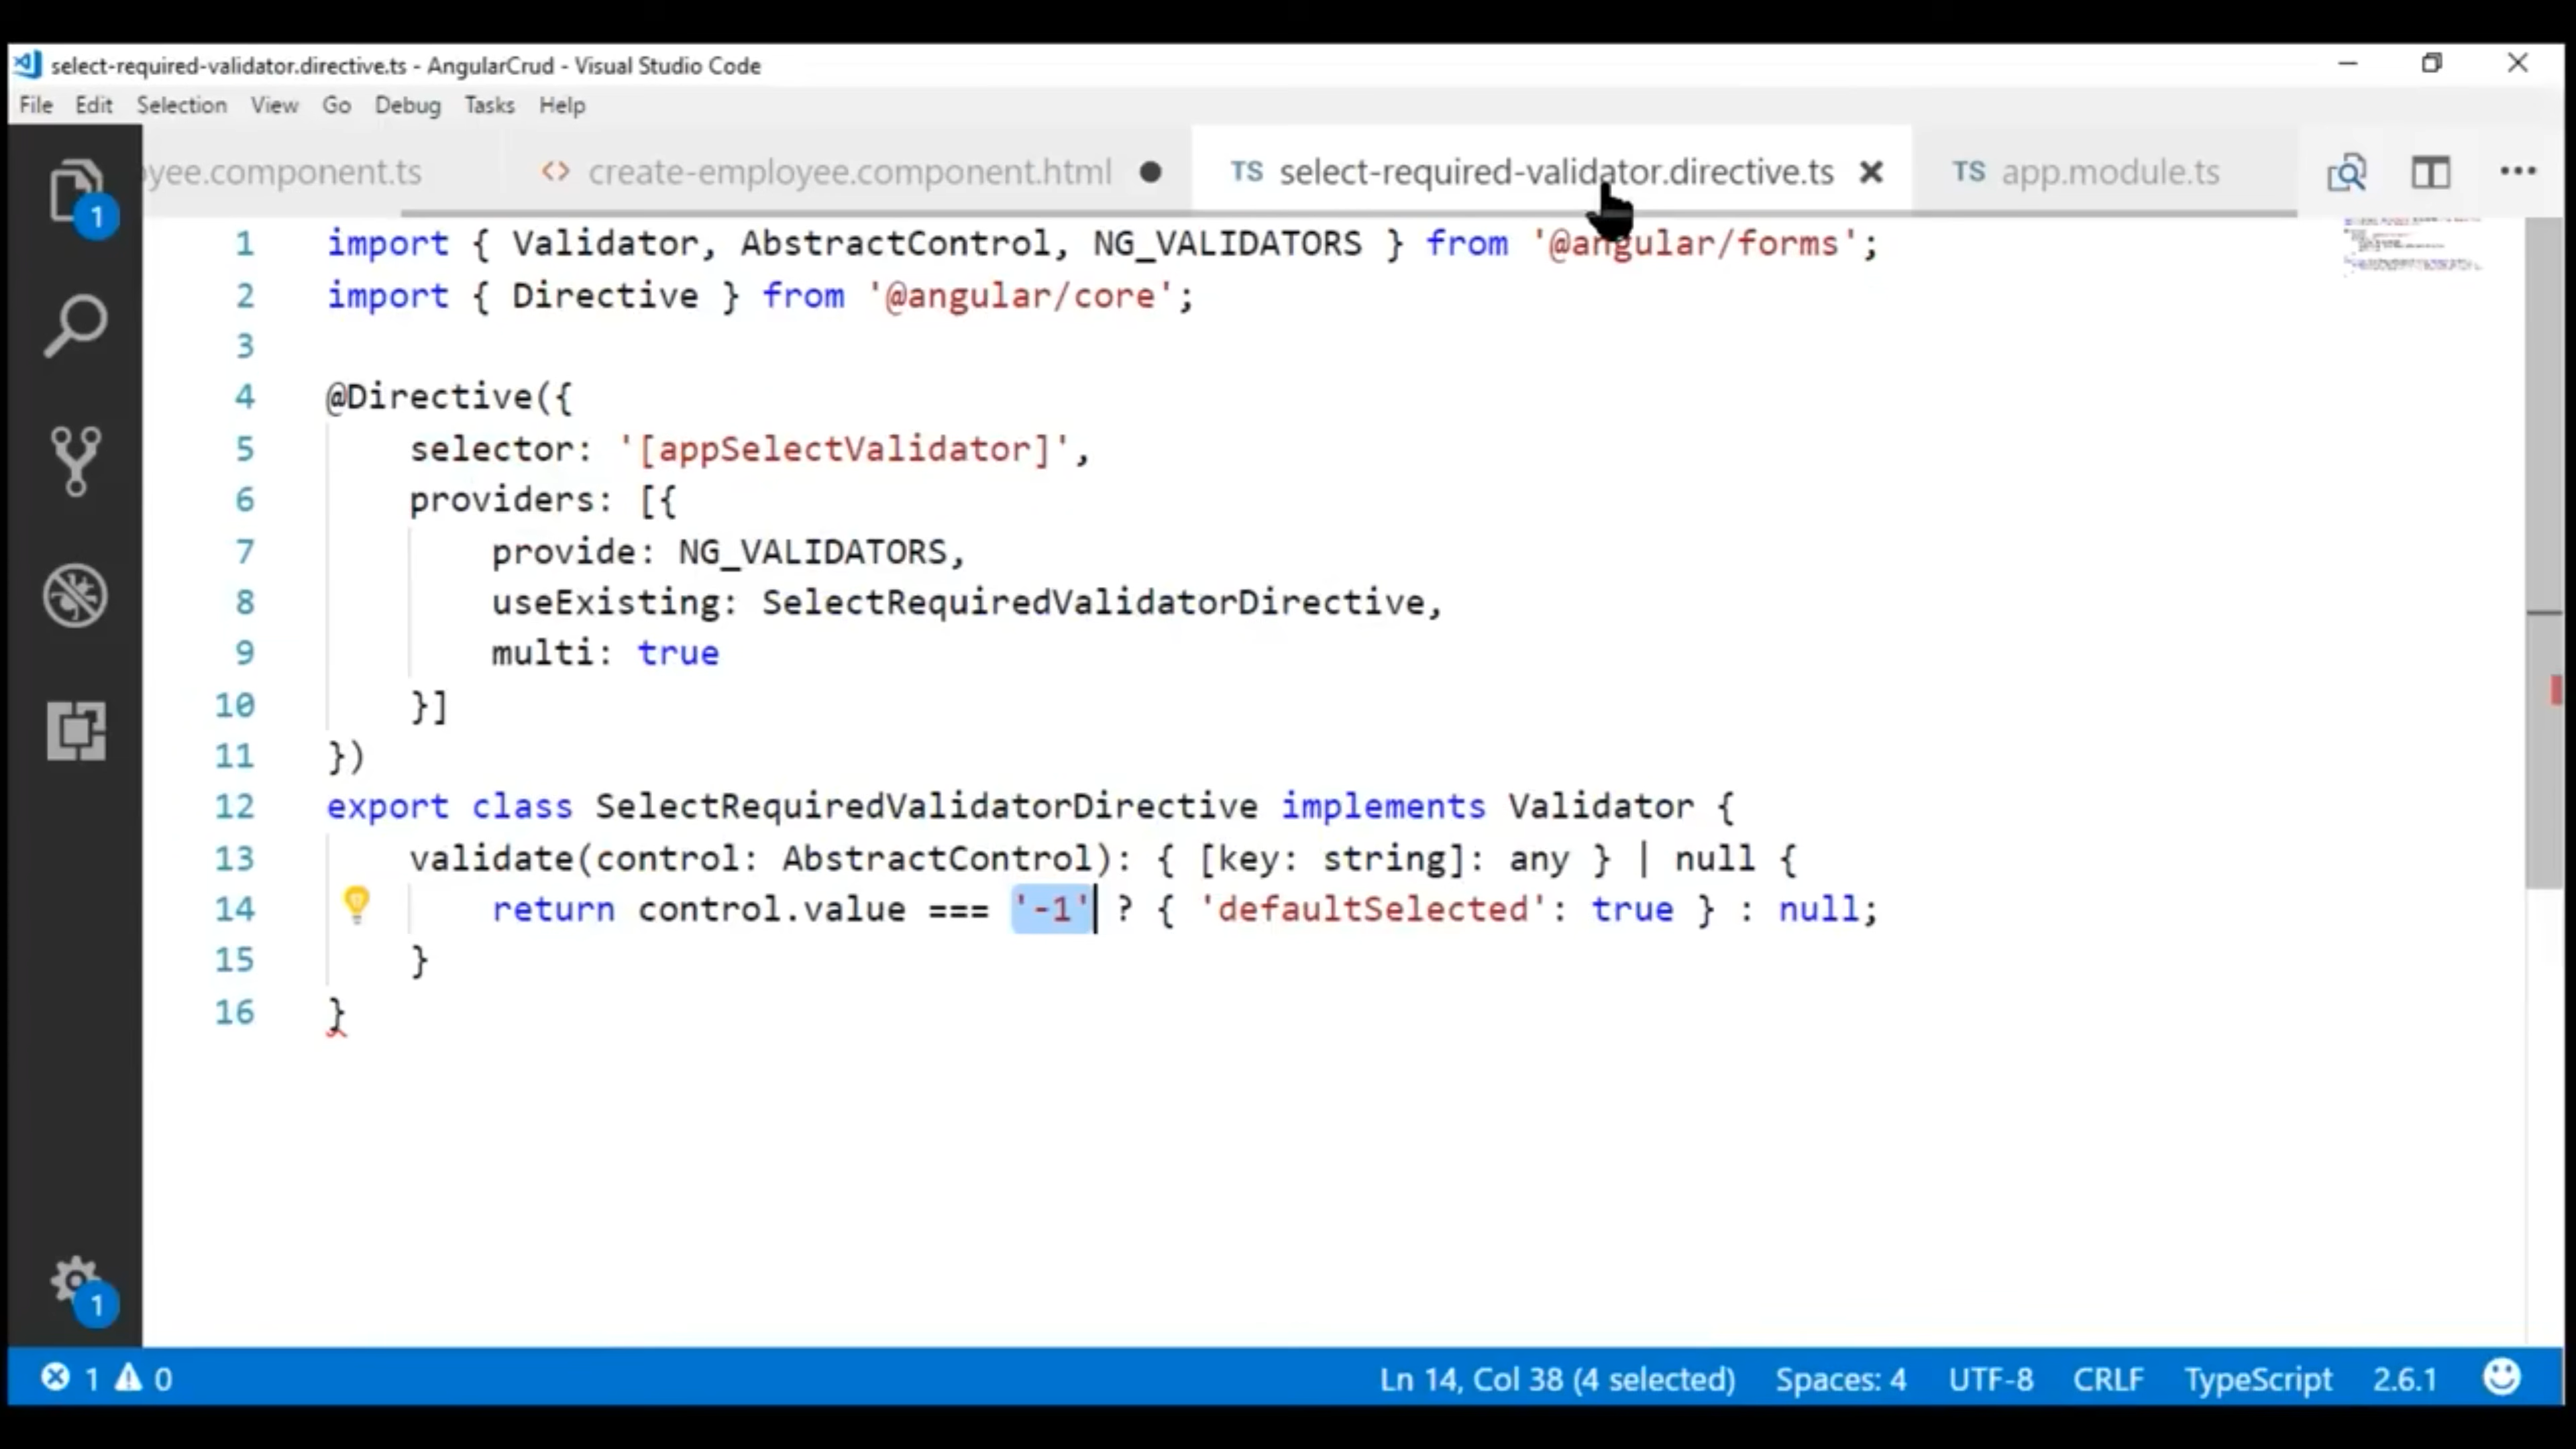 select-required-validator.directive.ts - AngularCrud - Visual Studio Code
File Edit Selection View Go Debug Tasks Help
yee.component.ts <> create-employee.component.html TS select-required-validator.directive.ts TS app.module.ts
1 import { Validator, AbstractControl, NG_VALIDATORS } from '@angular/forms';
2 import { Directive } from '@angular/core';
3
4 @Directive({
5 selector: '[appSelectValidator]',
6 providers: [{
7 provide: NG_VALIDATORS,
8 useExisting: SelectRequiredValidatorDirective,
9 multi: true
10 }]
11 })
12 export class SelectRequiredValidatorDirective implements Validator {
13 validate(control: AbstractControl): { [key: string]: any } | null {
14 return control.value === '-1' ? { 'defaultSelected': true } : null;
15 }
16 }
1
1
1 0 Ln 14, Col 38 (4 selected) Spaces: 4 UTF-8 CRLF TypeScript 2.6.1